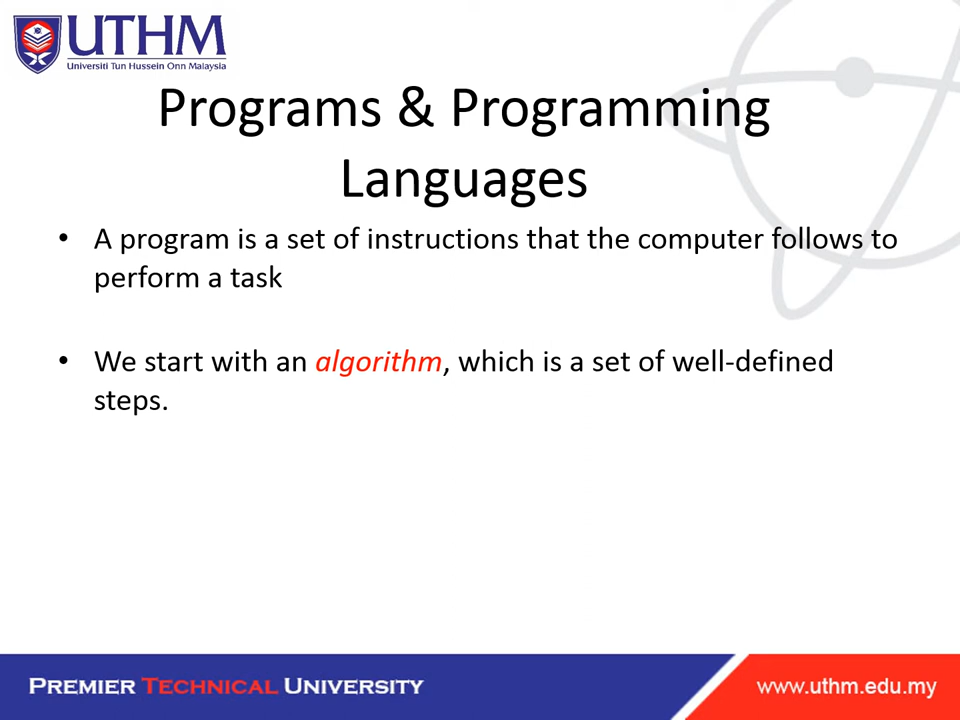 UTHM
Universiti Tun Hussein Onn Malaysia
Programs & Programming
Languages
• A program is a set of instructions that the computer follows to
perform a task
• We start with an algorithm, which is a set of well-defined
steps.
PREMIER TECHNICAL UNIVERSITY
www.uthm.edu.my